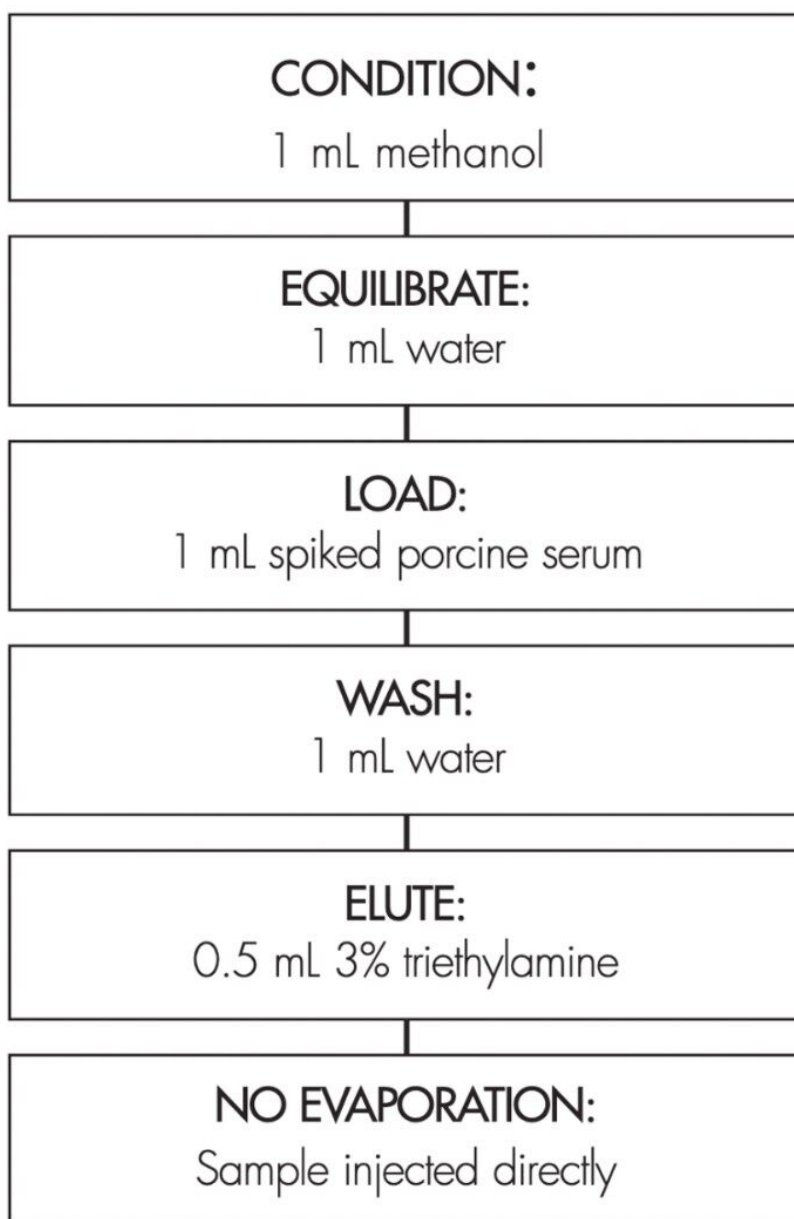 CONDITION:
1 mL methanol
EQUILIBRATE:
1 mL water
LOAD:
1 mL spiked porcine serum
WASH:
1 mL water
ELUTE:
0.5 mL 3% triethylamine
NO EVAPORATION:
Sample injected directly